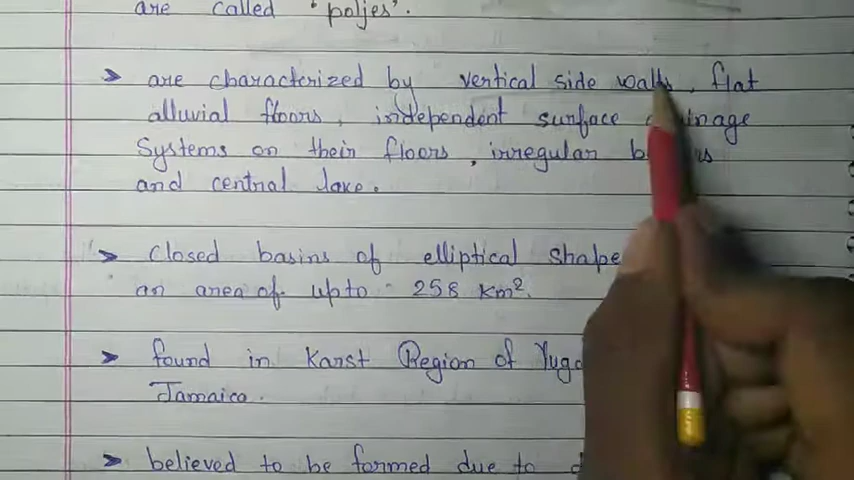 are called 'poljes'.
➤ are characterized by vertical side walls, flat
alluvial floors, independent surface
Systems on their floors, irregular
and central lake.
➤ closed basins of elliptical shape
an area of upto 258 km².
➤ found in Karst Region of
Jamaica.
➤ believed to be formed due to